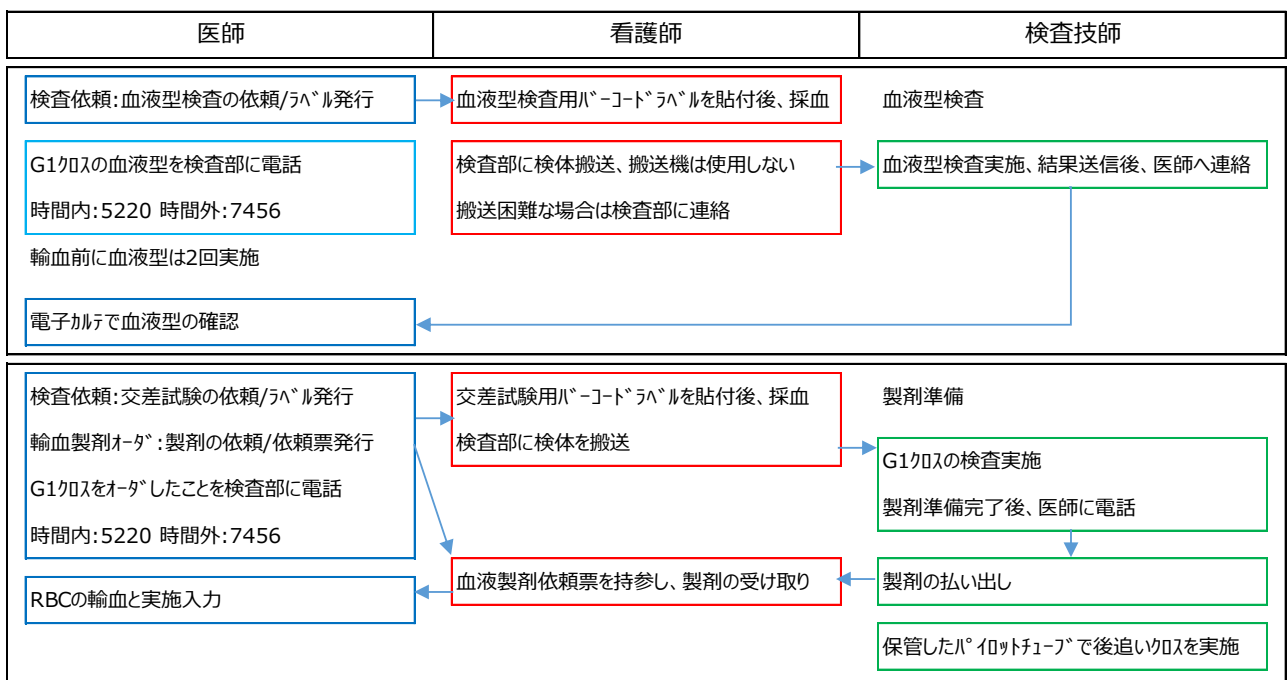 医師
看護師
検査技師
検査依頼:血液型検査の依頼/ﾗﾍﾞﾙ発行
血液型検査用ﾊﾞｰｺｰﾄﾞﾗﾍﾞﾙを貼付後、採血
血液型検査
G1ｸﾛｽの血液型を検査部に電話
検査部に検体搬送、搬送機は使用しない
血液型検査実施、結果送信後、医師へ連絡
時間内:5220 時間外:7456
搬送困難な場合は検査部に連絡
輸血前に血液型は2回実施
電子ｶﾙﾃで血液型の確認
検査依頼:交差試験の依頼/ﾗﾍﾞﾙ発行
交差試験用ﾊﾞｰｺｰﾄﾞﾗﾍﾞﾙを貼付後、採血
製剤準備
輸血製剤ｵｰﾀﾞ:製剤の依頼/依頼票発行
検査部に検体を搬送
G1ｸﾛｽの検査実施
G1ｸﾛｽをｵｰﾀﾞしたことを検査部に電話
製剤準備完了後、医師に電話
時間内:5220 時間外:7456
血液製剤依頼票を持参し、製剤の受け取り
製剤の払い出し
RBCの輸血と実施入力
保管したﾊﾟｲﾛｯﾄﾁｭｰﾌﾞで後追いｸﾛｽを実施